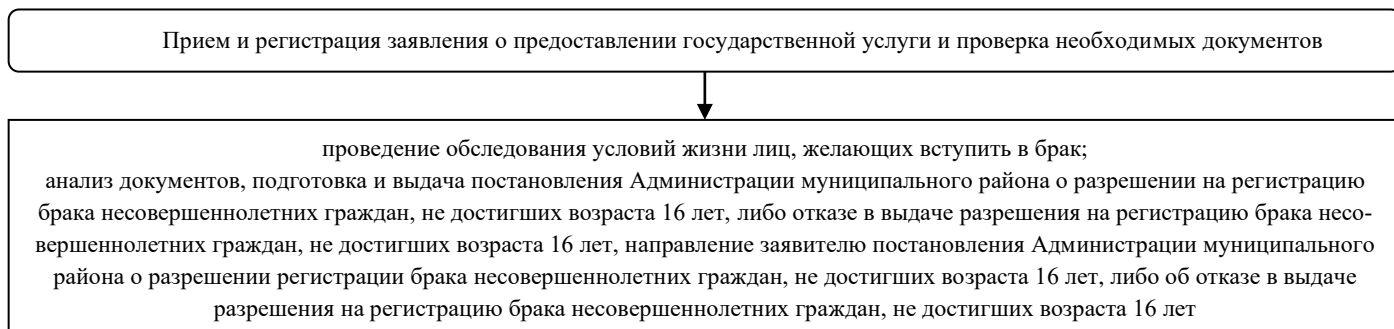 Прием и регистрация заявления о предоставлении государственной услуги и проверка необходимых документов
проведение обследования условий жизни лиц, желающих вступить в брак;
анализ документов, подготовка и выдача постановления Администрации муниципального района о разрешении на регистрацию
брака несовершеннолетних граждан, не достигших возраста 16 лет, либо отказе в выдаче разрешения на регистрацию брака несо-
вершеннолетних граждан, не достигших возраста 16 лет, направление заявителю постановления Администрации муниципального
района о разрешении регистрации брака несовершеннолетних граждан, не достигших возраста 16 лет, либо об отказе в выдаче
разрешения на регистрацию брака несовершеннолетних граждан, не достигших возраста 16 лет